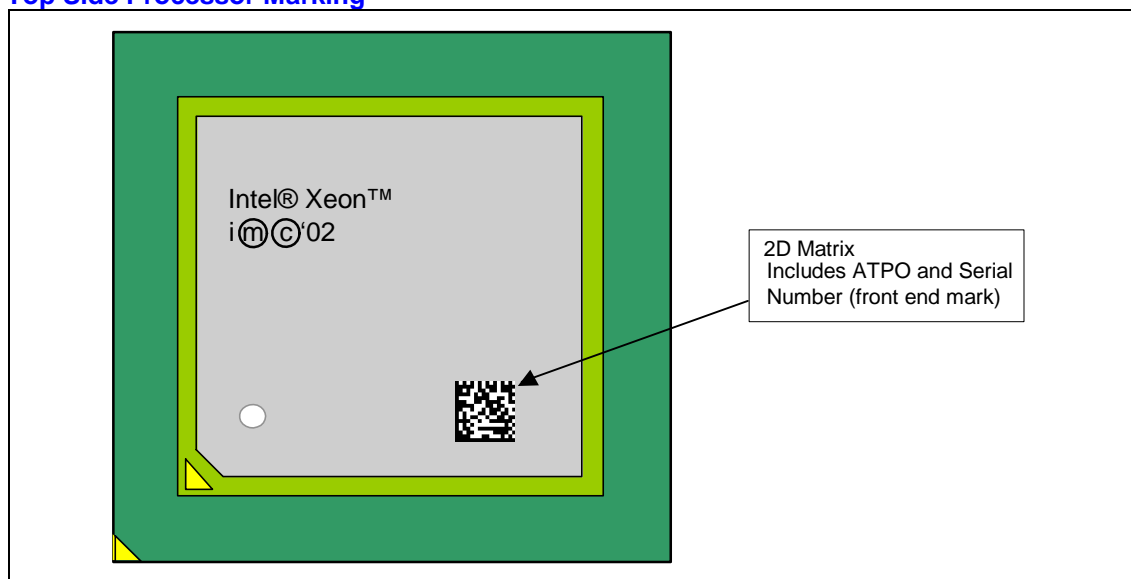 Top Side Processor Marking
Intel® Xeon™
i ⓜ ⓒ ‘02
2D Matrix
Includes ATPO and Serial
Number (front end mark)